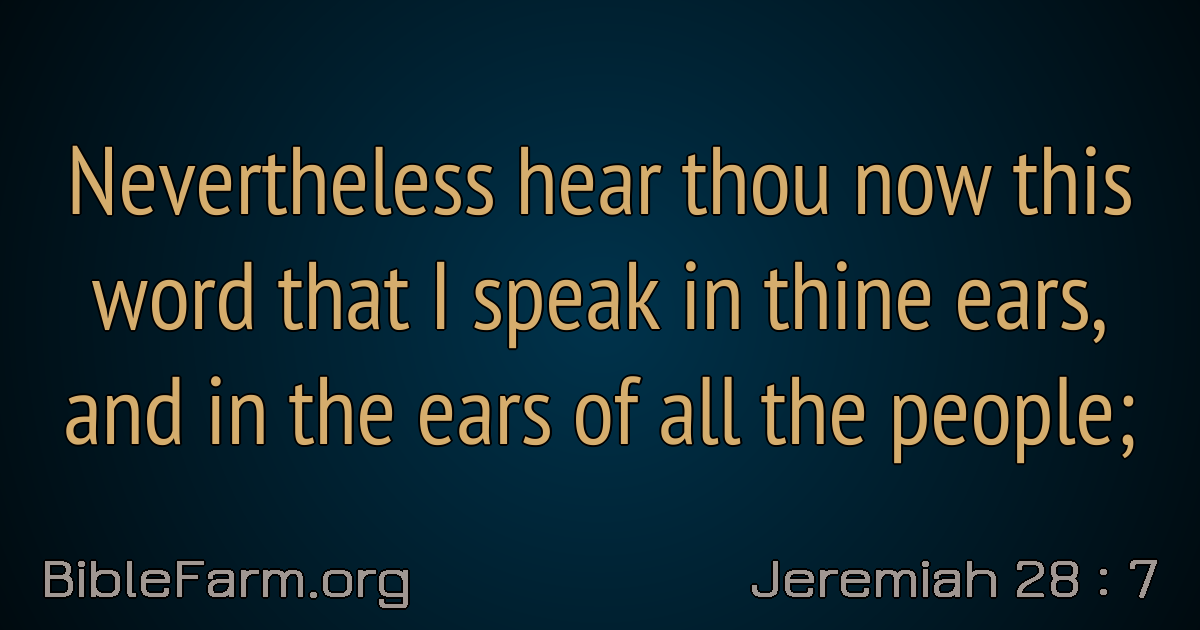 Nevertheless hear thou now this
word that I speak in thine ears,
and in the ears of all the people;
BibleFarm.org
Jeremiah 28 : 7